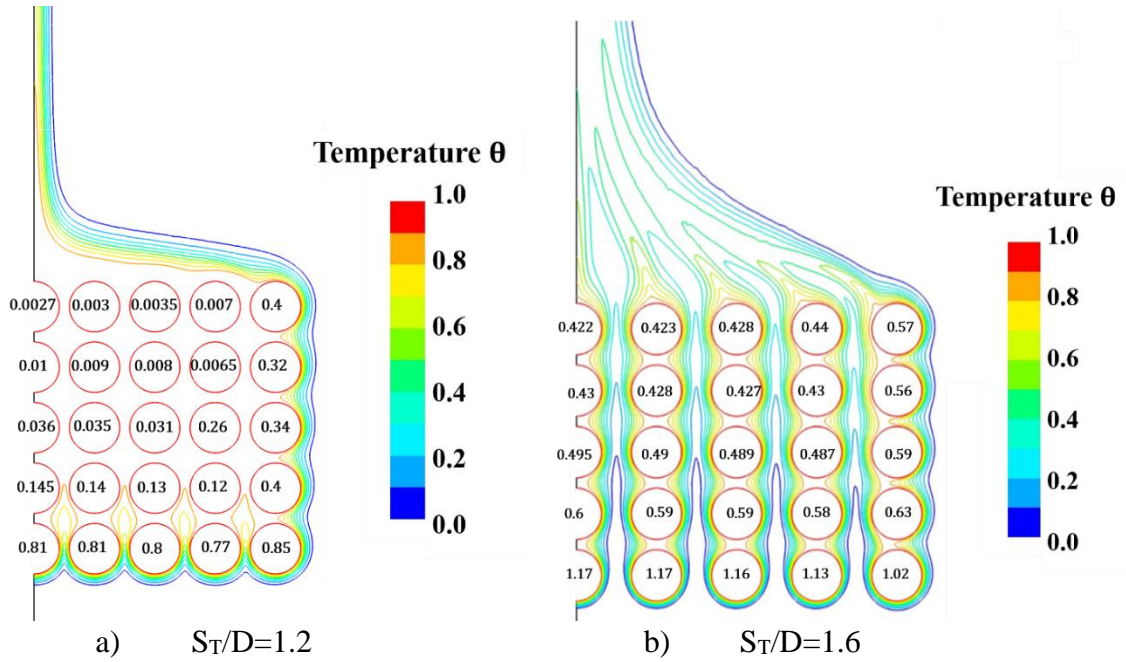 Temperature θ
1.0
0.8
0.6
0.4
0.2
0.0
0.0027 0.003 0.0035 0.007 0.4
0.01 0.009 0.008 0.0065 0.32
0.036 0.035 0.031 0.26 0.34
0.145 0.14 0.13 0.12 0.4
0.81 0.81 0.8 0.77 0.85
a) S_T/D=1.2
Temperature θ
1.0
0.8
0.6
0.4
0.2
0.0
0.422 0.423 0.428 0.44 0.57
0.43 0.428 0.427 0.43 0.56
0.495 0.49 0.489 0.487 0.59
0.6 0.59 0.59 0.58 0.63
1.17 1.17 1.16 1.13 1.02
b) S_T/D=1.6